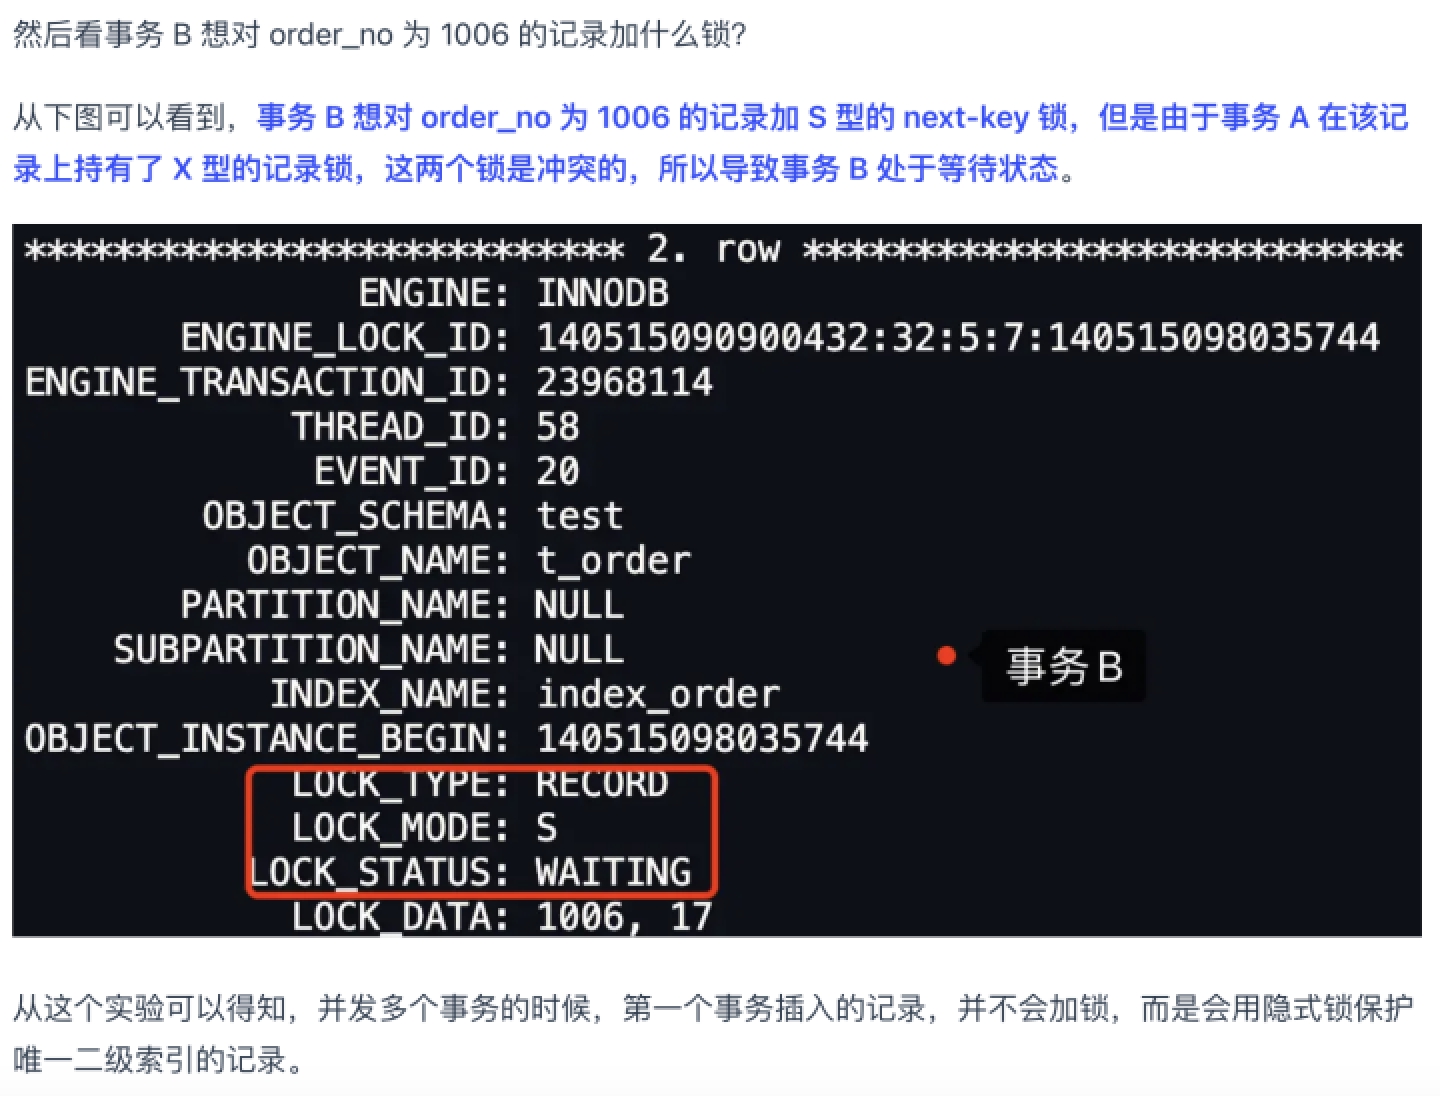 然后看事务 B 想对 order_no 为 1006 的记录加什么锁？
从下图可以看到，事务 B 想对 order_no 为 1006 的记录加 S 型的 next-key 锁，但是由于事务 A 在该记
录上持有了 X 型的记录锁，这两个锁是冲突的，所以导致事务 B 处于等待状态。
*************************** 2. row ***************************
ENGINE: INNODB
ENGINE_LOCK_ID: 140515090900432:32:5:7:140515098035744
ENGINE_TRANSACTION_ID: 23968114
THREAD_ID: 58
EVENT_ID: 20
OBJECT_SCHEMA: test
OBJECT_NAME: t_order
PARTITION_NAME: NULL
SUBPARTITION_NAME: NULL
事务 B
INDEX_NAME: index_order
OBJECT_INSTANCE_BEGIN: 140515098035744
LOCK_TYPE: RECORD
LOCK_MODE: S
LOCK_STATUS: WAITING
LOCK_DATA: 1006, 17
从这个实验可以得知，并发多个事务的时候，第一个事务插入的记录，并不会加锁，而是会用隐式锁保护
唯一二级索引的记录。